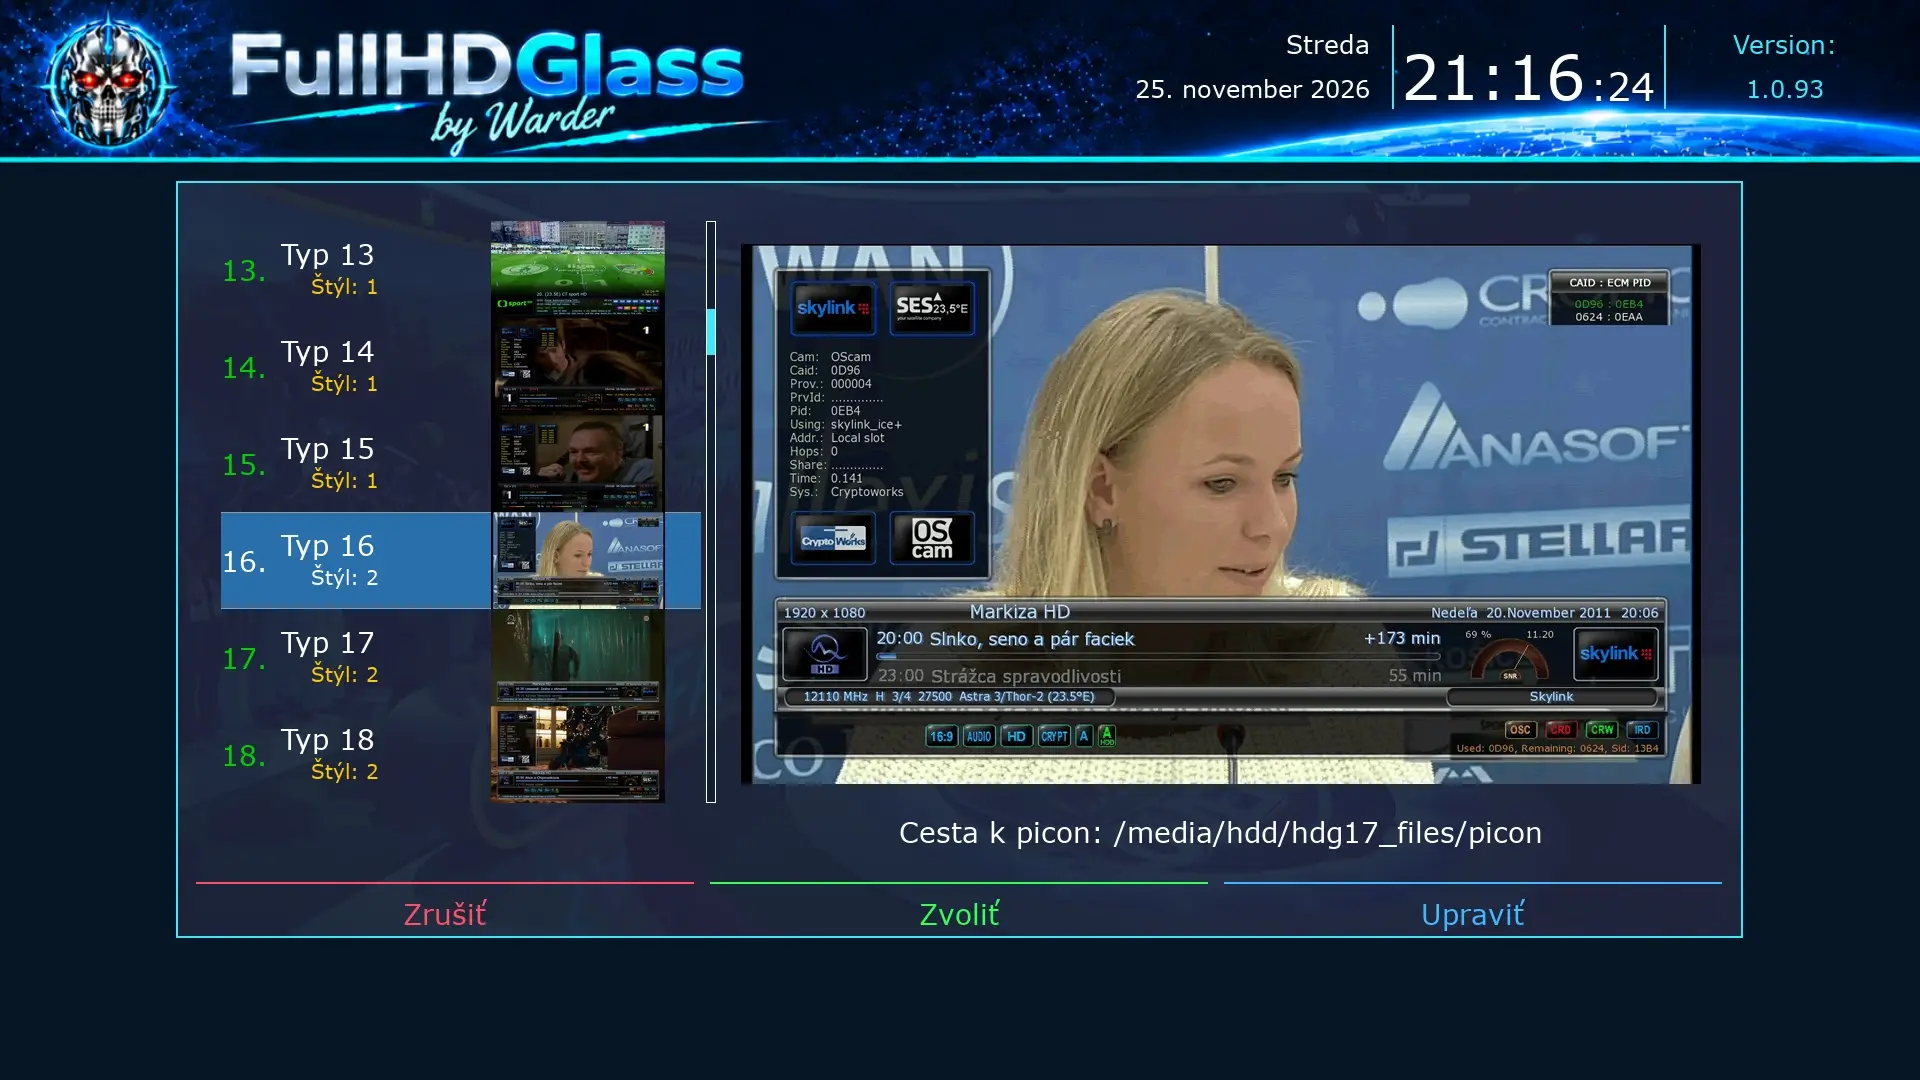 FullHDGlass
by Warder
Streda
25. november 2026
21:16:24
Version:
1.0.93
13. Typ 13
Štýl: 1
14. Typ 14
Štýl: 1
15. Typ 15
Štýl: 1
16. Typ 16
Štýl: 2
17. Typ 17
Štýl: 2
18. Typ 18
Štýl: 2
skylink
SES 23,5°E
your satellite company
Cam: OScam
Caid: 0D96
Prov.: 000004
PrvId: ..............
Pid: 0EB4
Using: skylink_ice+
Addr.: Local slot
Hops: 0
Share: ..............
Time: 0.141
Sys.: Cryptoworks
CryptoWorks
OS cam
CAID : ECM PID
0D96 : 0EB4
0624 : 0EAA
ANASOFT
STELLAR
1920 x 1080
Markiza HD
Nedeľa 20.November 2011 20:06
HD
20:00 Slnko, seno a pár faciek
+173 min
23:00 Strážca spravodlivosti
55 min
69 %
11.20
SNR
skylink
12110 MHz H 3/4 27500 Astra 3/Thor-2 (23.5°E)
Skylink
16:9 AUDIO HD CRYPT A A HDD
OSC CRD CRW IRD
Used: 0D96, Remaining: 0624, Sid: 13B4
Cesta k picon: /media/hdd/hdg17_files/picon
Zrušiť
Zvoliť
Upraviť